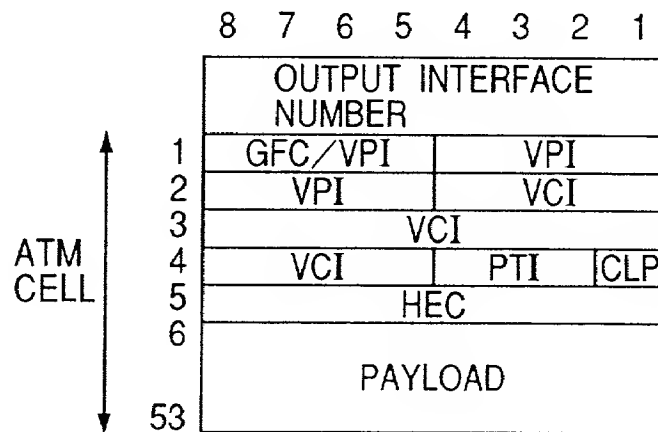 8 7 6 5 4 3 2 1
OUTPUT INTERFACE
NUMBER
1 GFC/VPI VPI
2 VPI VCI
3 VCI
ATM
CELL
4 VCI PTI CLP
5 HEC
6
PAYLOAD
53